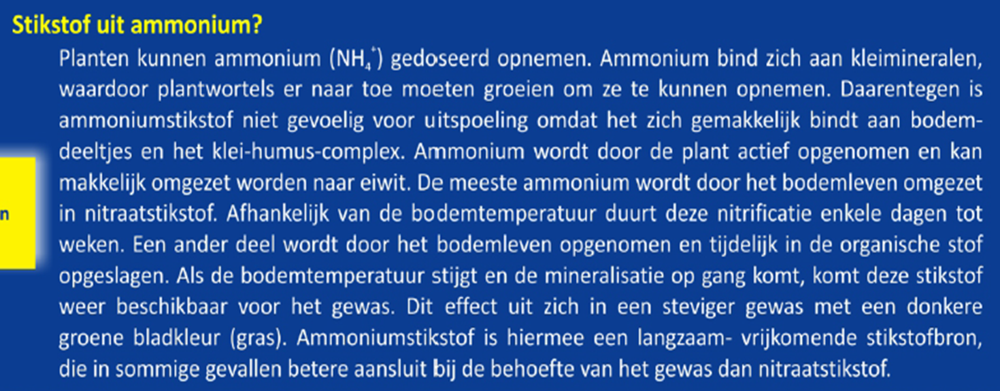 Stikstof uit ammonium?
Planten kunnen ammonium (NH₄⁺) gedoseerd opnemen. Ammonium bind zich aan kleimineralen,
waardoor plantwortels er naar toe moeten groeien om ze te kunnen opnemen. Daarentegen is
ammoniumstikstof niet gevoelig voor uitspoeling omdat het zich gemakkelijk bindt aan bodem-
deeltjes en het klei-humus-complex. Ammonium wordt door de plant actief opgenomen en kan
makkelijk omgezet worden naar eiwit. De meeste ammonium wordt door het bodemleven omgezet
n
in nitraatstikstof. Afhankelijk van de bodemtemperatuur duurt deze nitrificatie enkele dagen tot
weken. Een ander deel wordt door het bodemleven opgenomen en tijdelijk in de organische stof
opgeslagen. Als de bodemtemperatuur stijgt en de mineralisatie op gang komt, komt deze stikstof
weer beschikbaar voor het gewas. Dit effect uit zich in een steviger gewas met een donkere
groene bladkleur (gras). Ammoniumstikstof is hiermee een langzaam- vrijkomende stikstofbron,
die in sommige gevallen betere aansluit bij de behoefte van het gewas dan nitraatstikstof.